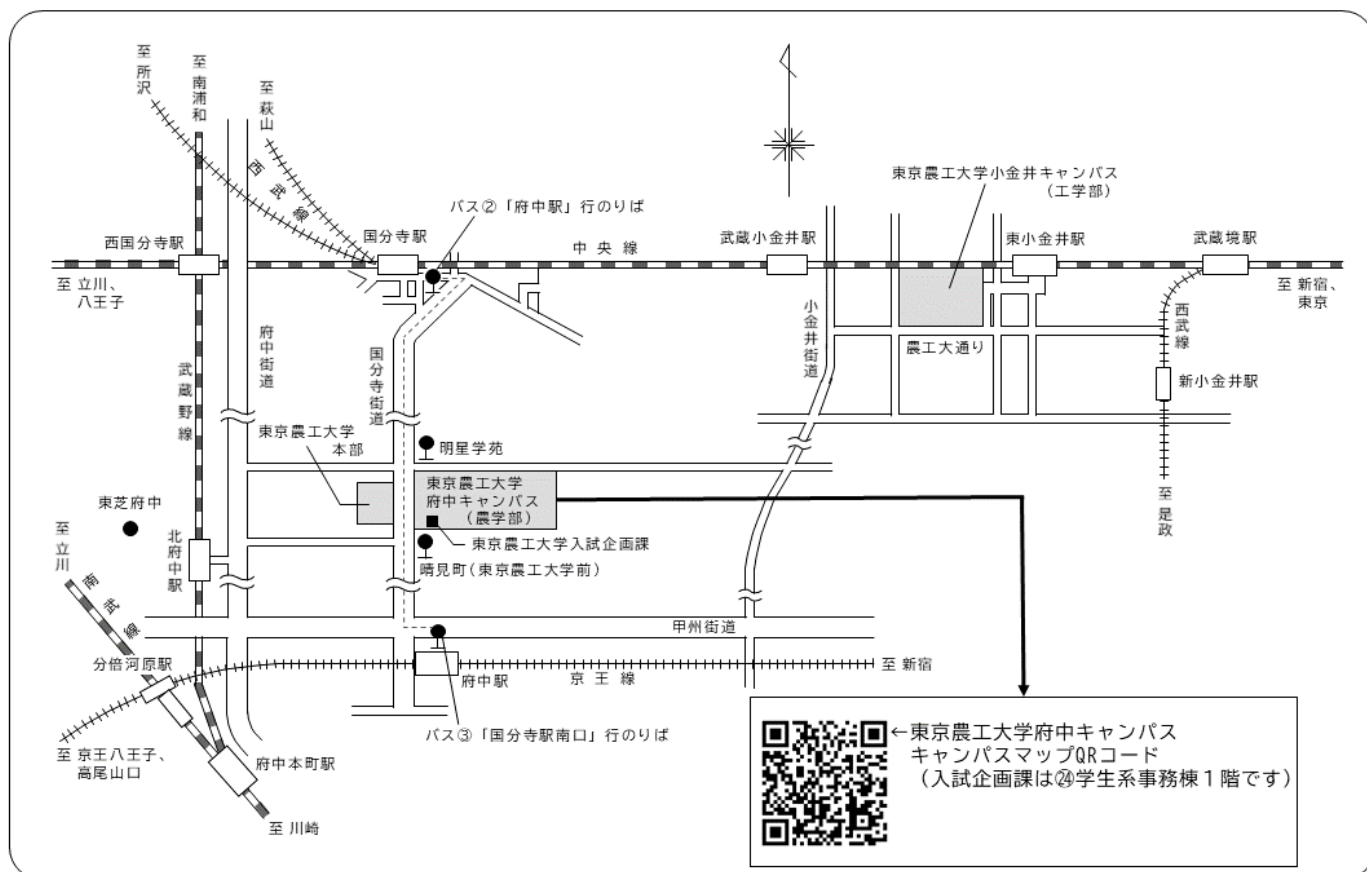 至 所沢
至 南浦和
至 萩山
西武線
バス②「府中駅」行のりば
東京農工大学小金井キャンパス
(工学部)
西国分寺駅
国分寺駅
中央線
武蔵小金井駅
東小金井駅
武蔵境駅
至 立川、
八王子
至 新宿、
東京
府中街道
国分寺街道
小金井街道
農工大通り
西武線
武蔵野線
新小金井駅
東京農工大学
本部
明星学苑
東京農工大学
府中キャンパス
(農学部)
東芝府中
至 立川
北府中駅
東京農工大学入試企画課
晴見町(東京農工大学前)
至 是政
南武線
甲州街道
分倍河原駅
府中駅
京王線
至 新宿
バス③「国分寺駅南口」行のりば
至 京王八王子、
高尾山口
府中本町駅
至 川崎
←東京農工大学府中キャンパス
キャンパスマップQRコード
(入試企画課は㉔学生系事務棟1階です)